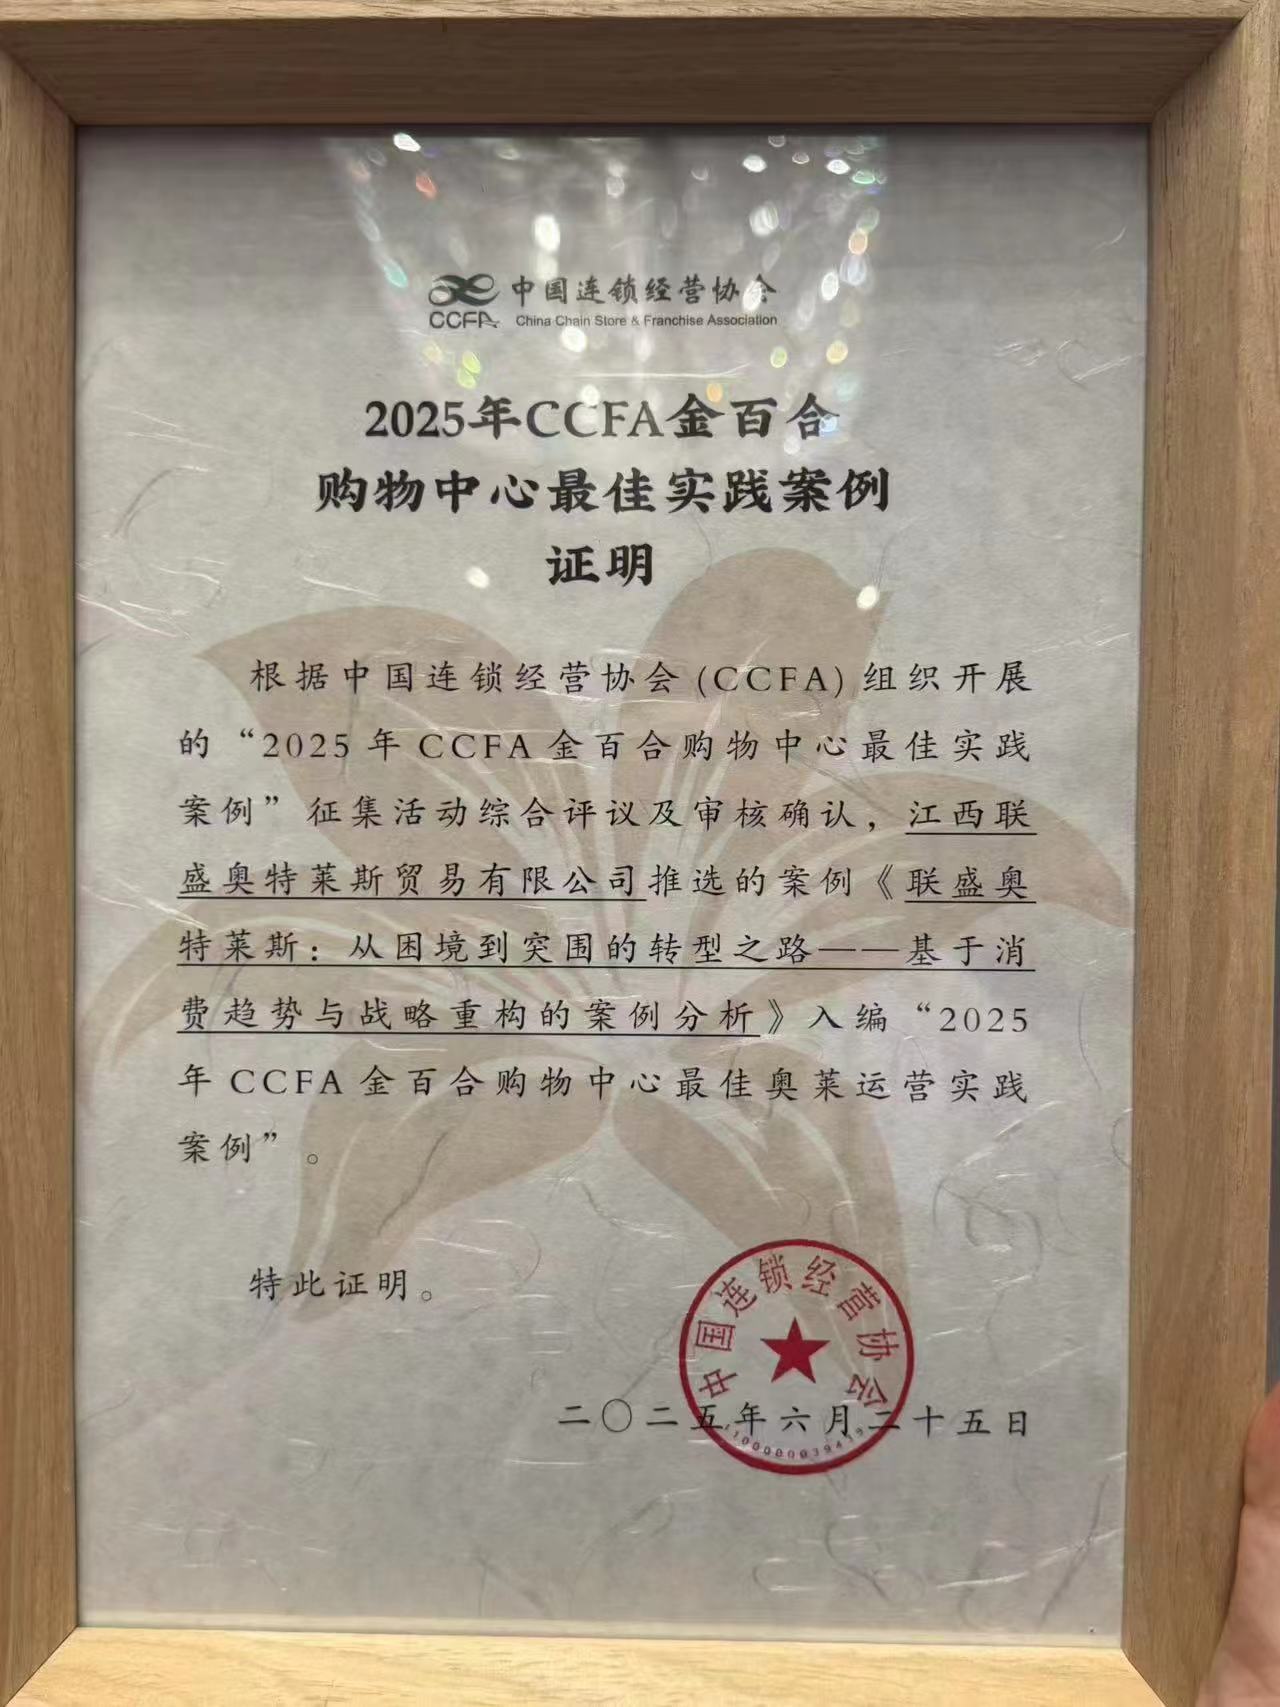 中国连锁经营协会
CCFA China Chain Store & Franchise Association
2025年CCFA金百合
购物中心最佳实践案例
证明
根据中国连锁经营协会(CCFA)组织开展
的“2025年CCFA金百合购物中心最佳实践
案例”征集活动综合评议及审核确认，江西联
盛奥特莱斯贸易有限公司推选的案例《联盛奥
特莱斯：从困境到突围的转型之路——基于消
费趋势与战略重构的案例分析》入编“2025
年CCFA金百合购物中心最佳奥莱运营实践
案例”。
特此证明。
中国连锁经营协会
二〇二五年六月二十五日